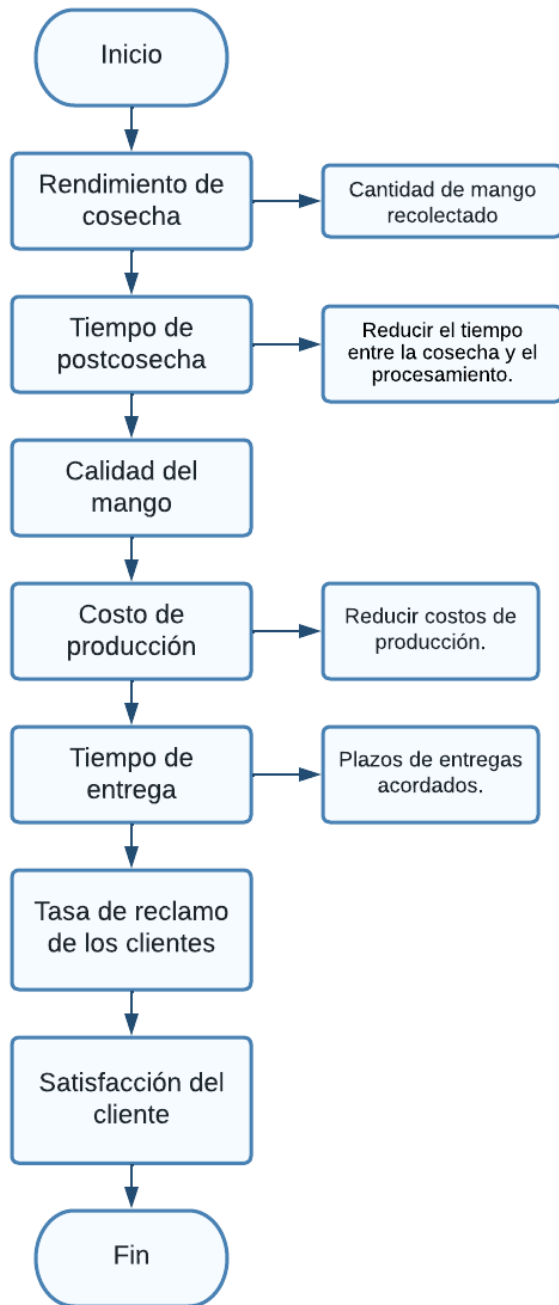 Inicio
Rendimiento de
cosecha
Cantidad de mango
recolectado
Tiempo de
postcosecha
Reducir el tiempo
entre la cosecha y el
procesamiento.
Calidad del
mango
Costo de
producción
Reducir costos de
producción.
Tiempo de
entrega
Plazos de entregas
acordados.
Tasa de reclamo
de los clientes
Satisfacción del
cliente
Fin